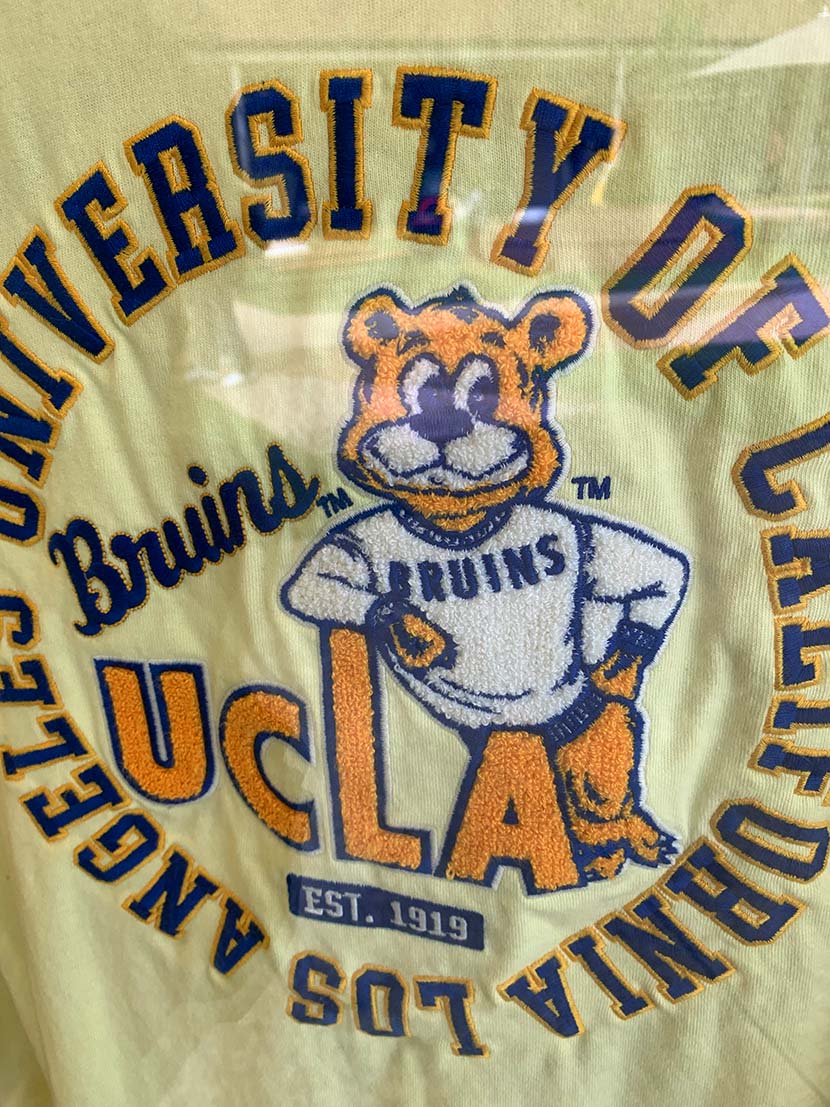 UNIVERSITY OF CALIFORNIA LOS ANGELES
Bruins™
™
BRUINS
UCLA
EST. 1919